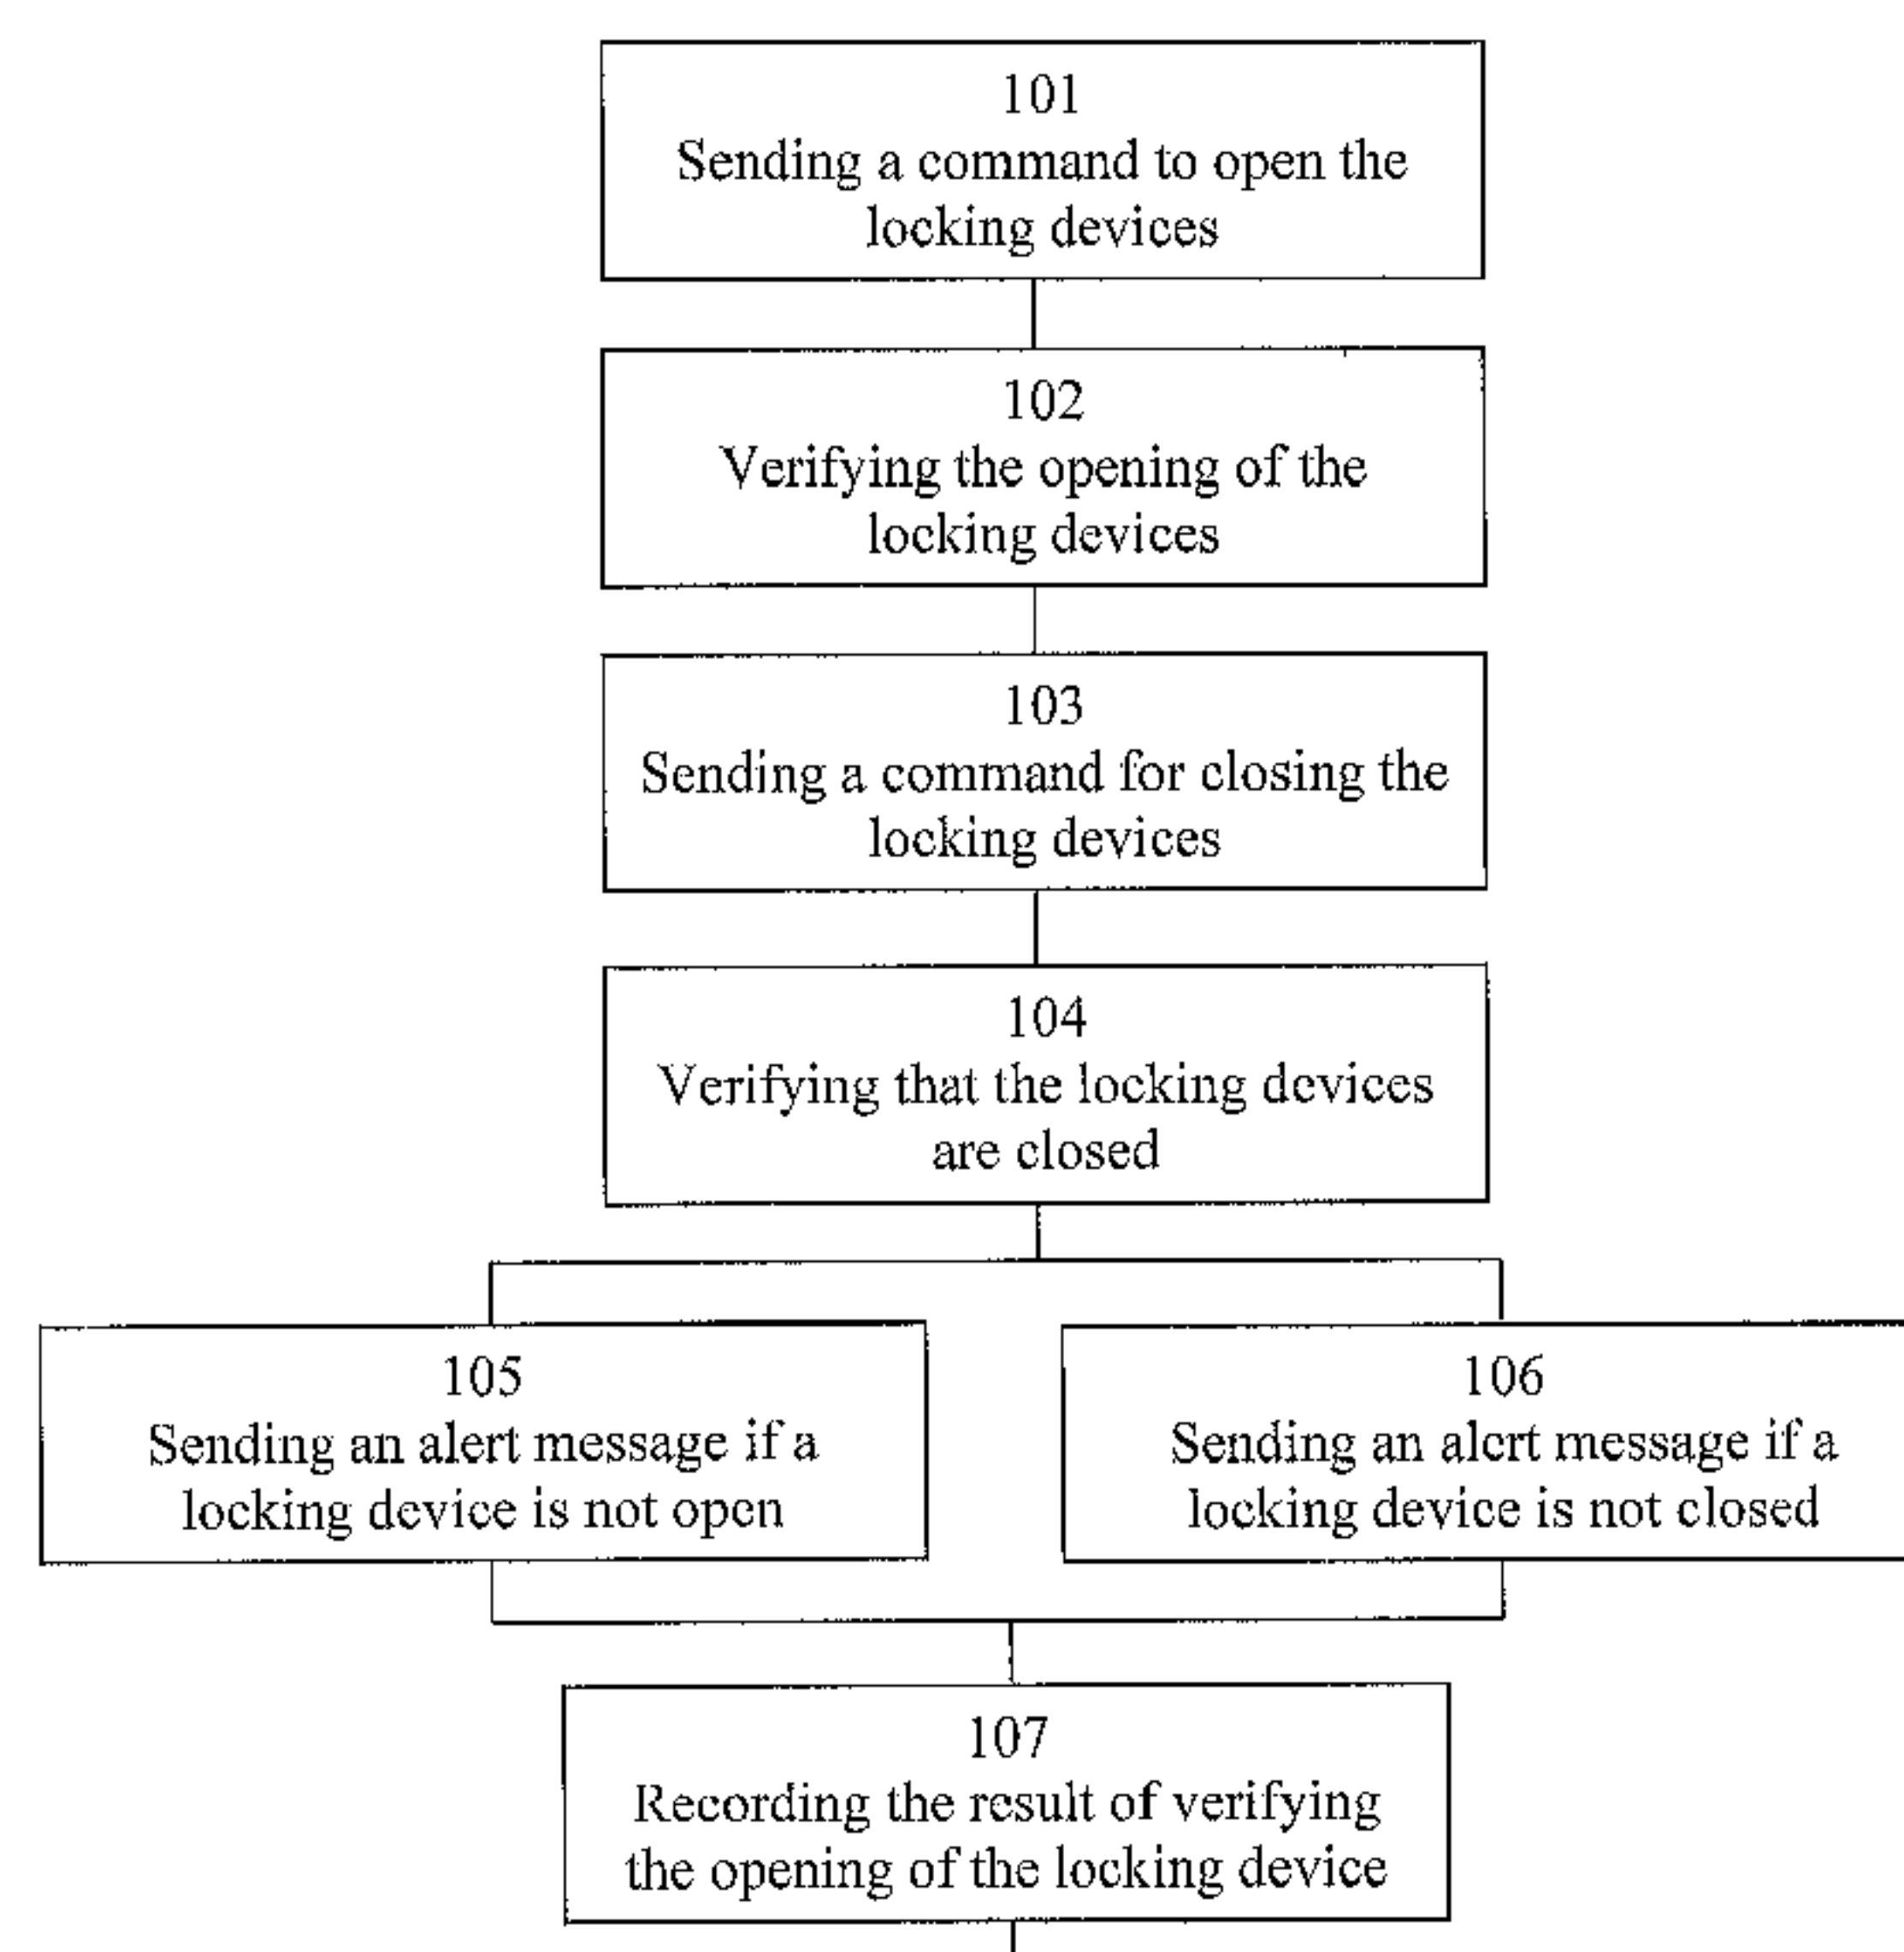 101
Sending a command to open the
locking devices
102
Verifying the opening of the
locking devices
103
Sending a command for closing the
locking devices
104
Verifying that the locking devices
are closed
105
Sending an alert message if a
locking device is not open
106
Sending an alert message if a
locking device is not closed
107
Recording the result of verifying
the opening of the locking device